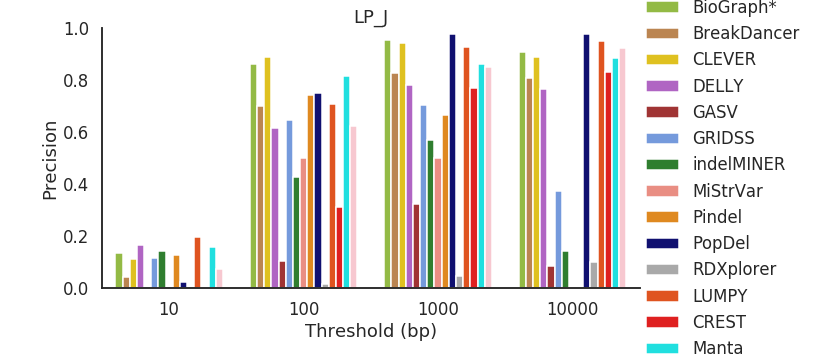 LP_J
1.0
0.8
0.6
0.4
0.2
0.0
Precision
10
100
1000
10000
Threshold (bp)
BioGraph*
BreakDancer
CLEVER
DELLY
GASV
GRIDSS
indelMINER
MiStrVar
Pindel
PopDel
RDXplorer
LUMPY
CREST
Manta